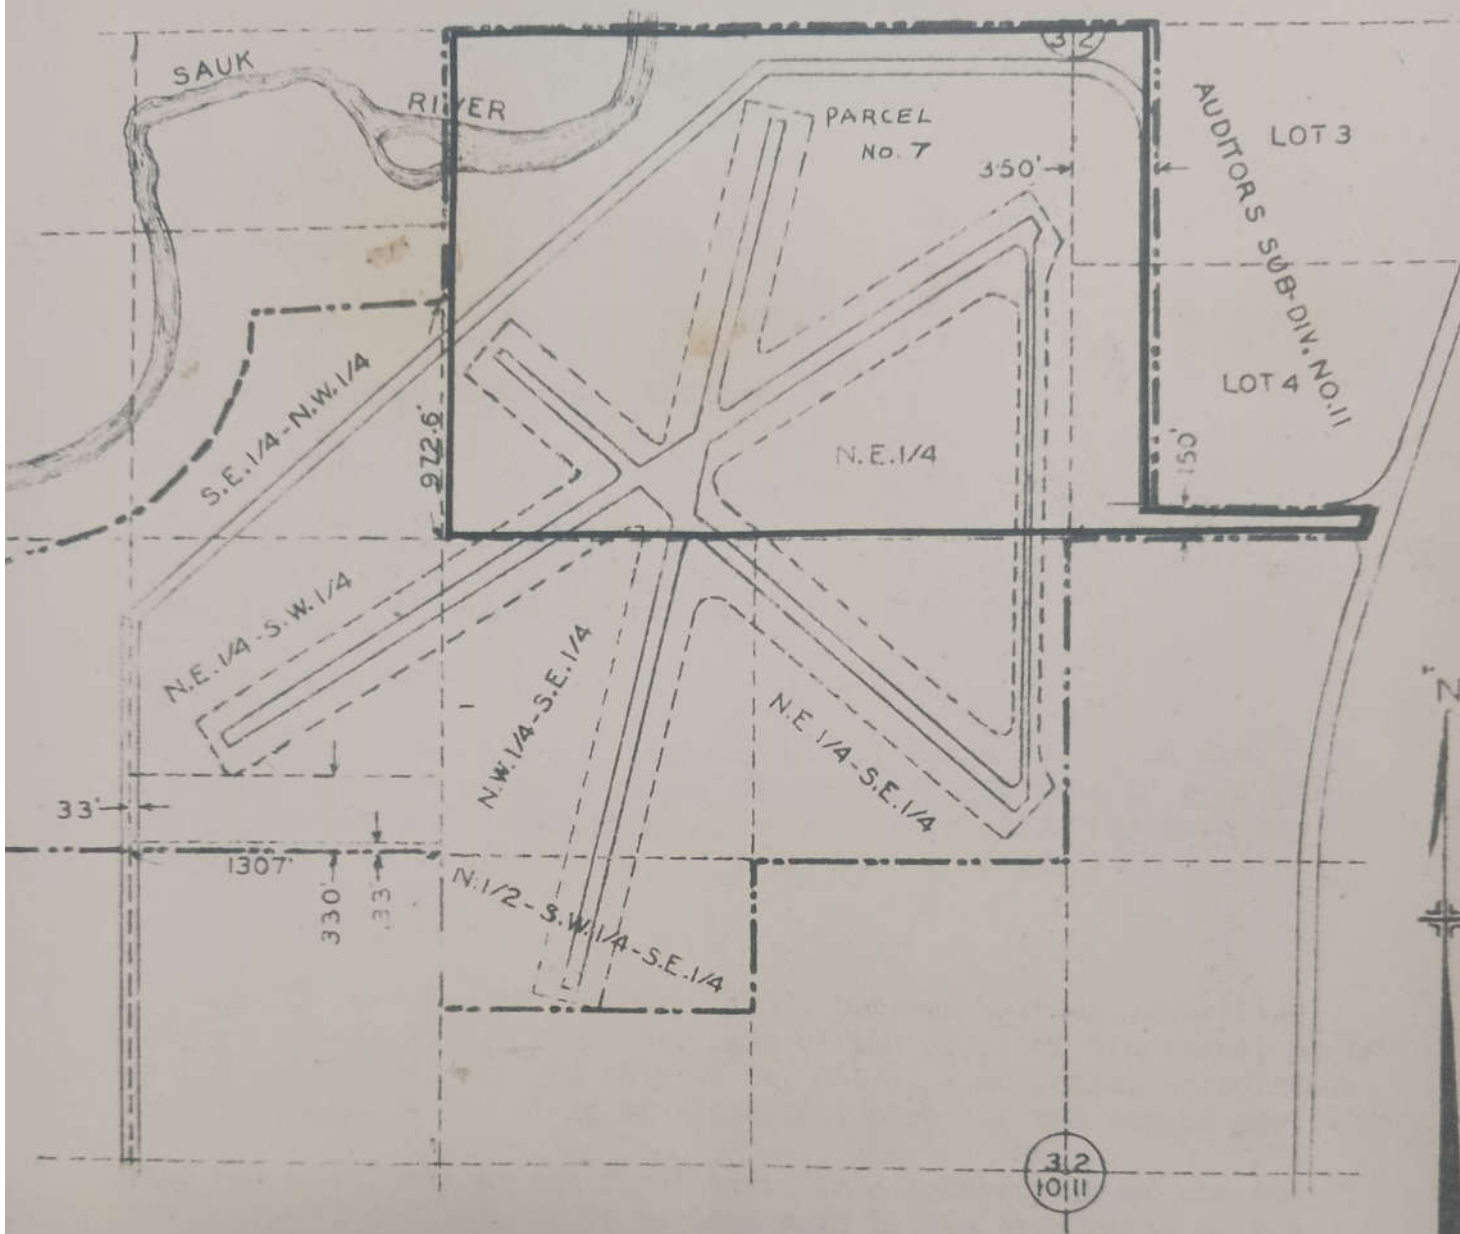 3 2
SAUK
RIVER
PARCEL
No. 7
LOT 3
350'
AUDITORS SUB-DIV. NO.11
LOT 4
S.E.1/4-N.W.1/4
972.6'
N.E.1/4
150'
N.E.1/4-S.W.1/4
N.W.1/4-S.E.1/4
N.E.1/4-S.E.1/4
33'
1307'
330'
33'
N.1/2-S.W.1/4-S.E.1/4
N
3 2
10 11